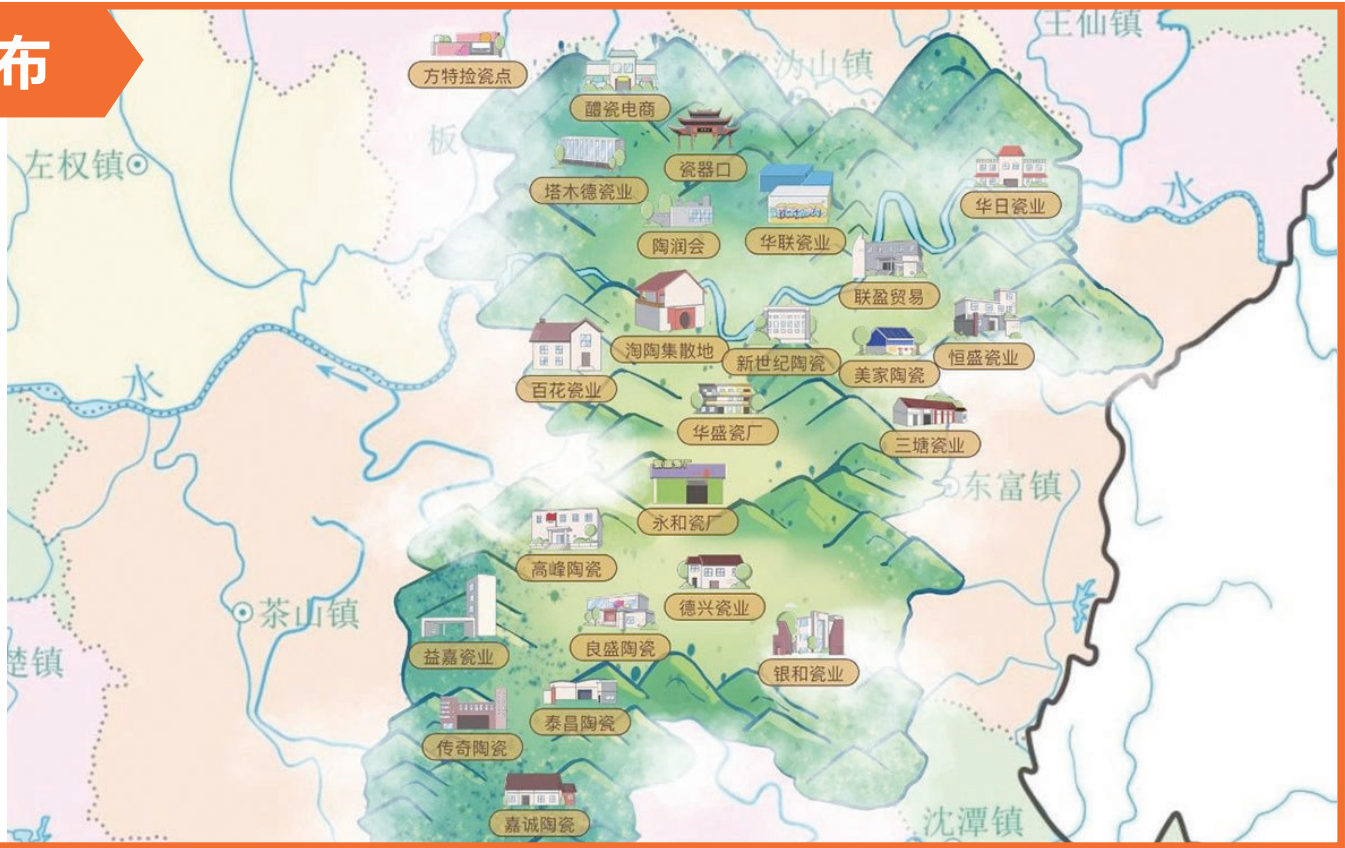 布
王仙镇
沩山镇
方特捡瓷点
醴瓷电商
板
左权镇
瓷器口
塔木德瓷业
水
华日瓷业
陶润会
华联瓷业
联盈贸易
淘陶集散地
新世纪陶瓷
恒盛瓷业
美家陶瓷
水
百花瓷业
华盛瓷厂
三塘瓷业
东富镇
永和瓷厂
高峰陶瓷
德兴瓷业
茶山镇
良盛陶瓷
益嘉瓷业
楚镇
银和瓷业
泰昌陶瓷
传奇陶瓷
嘉诚陶瓷
沈潭镇